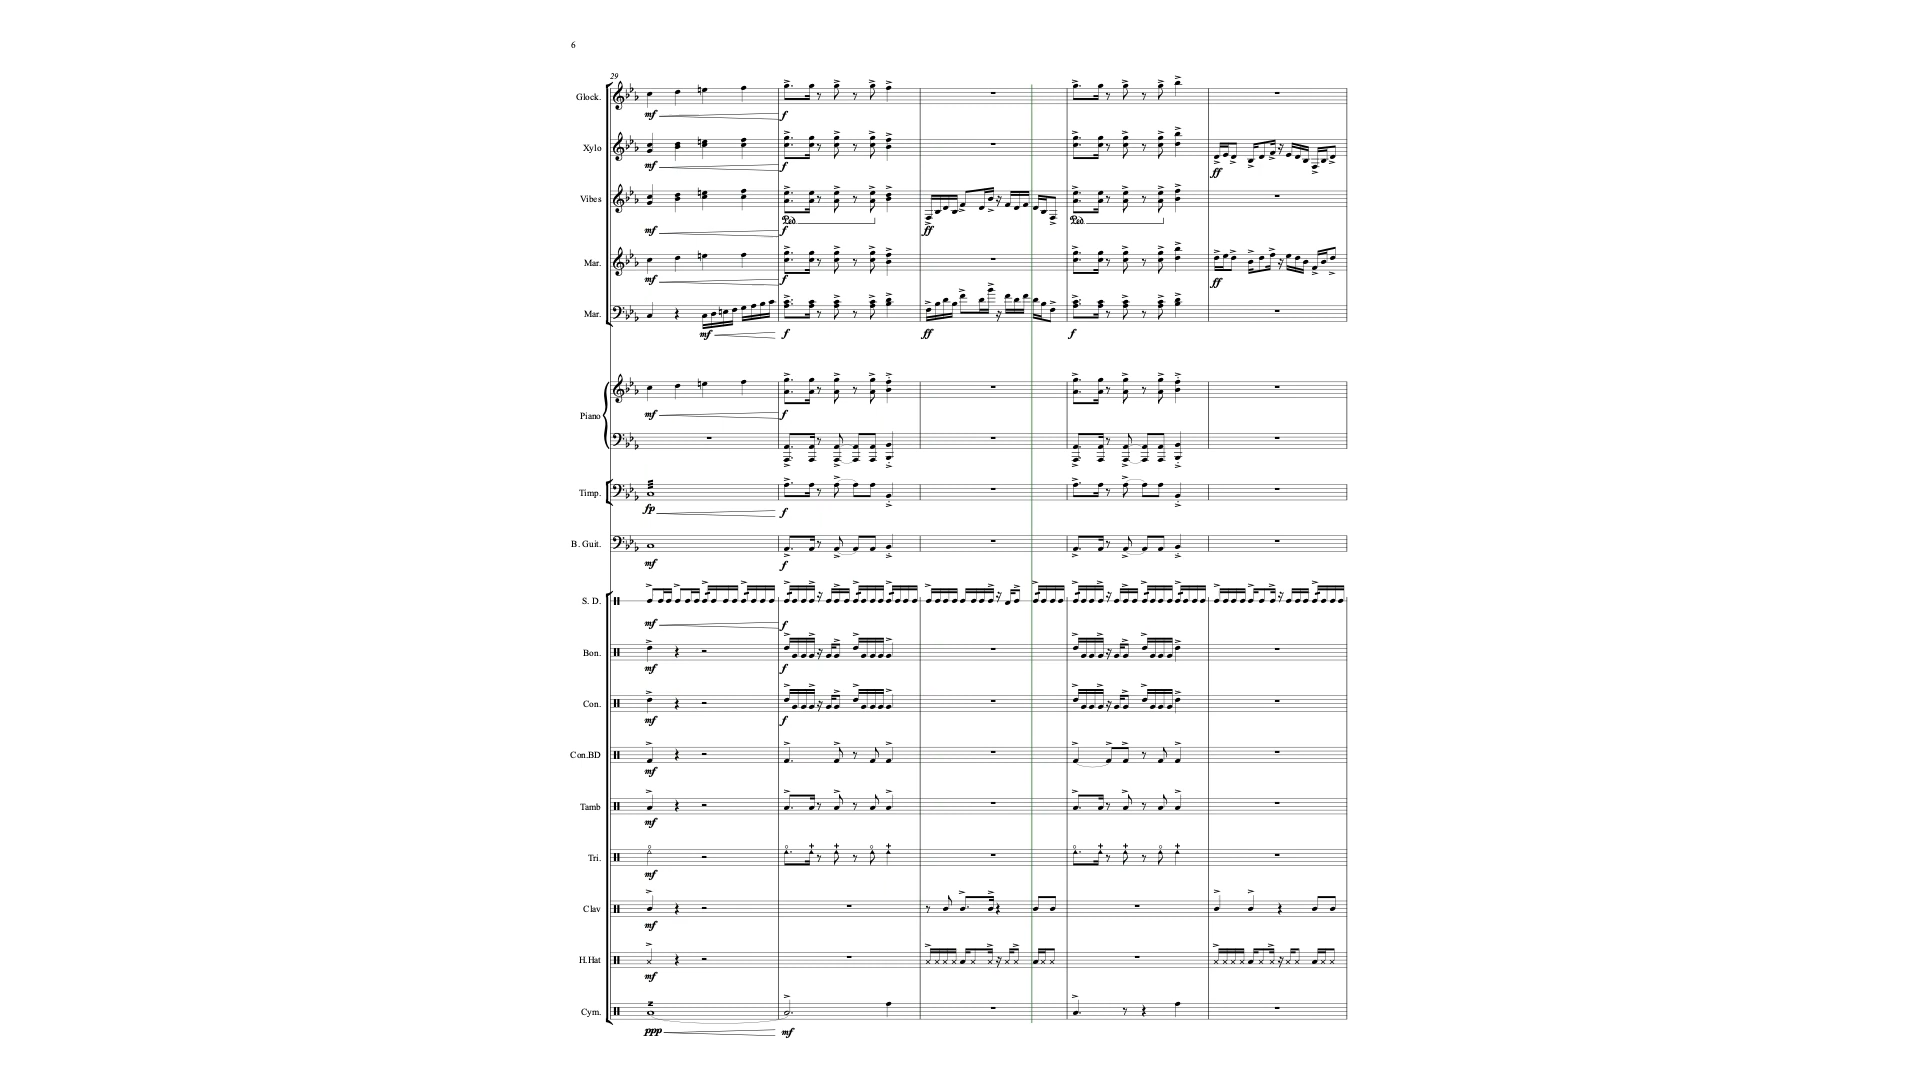 6
29
Glock.
mf f
Xylo
mf f ff
Vibes
Ped Ped
mf f ff
Mar.
mf f ff
Mar.
mf f ff f
Piano
mf f
Timp.
fp f
B. Guit.
mf f
S. D.
mf f
Bon.
mf f
Con.
mf f
Con.BD
mf
Tamb
mf
Tri.
mf
Clav
mf
H.Hat
mf
Cym.
ppp mf